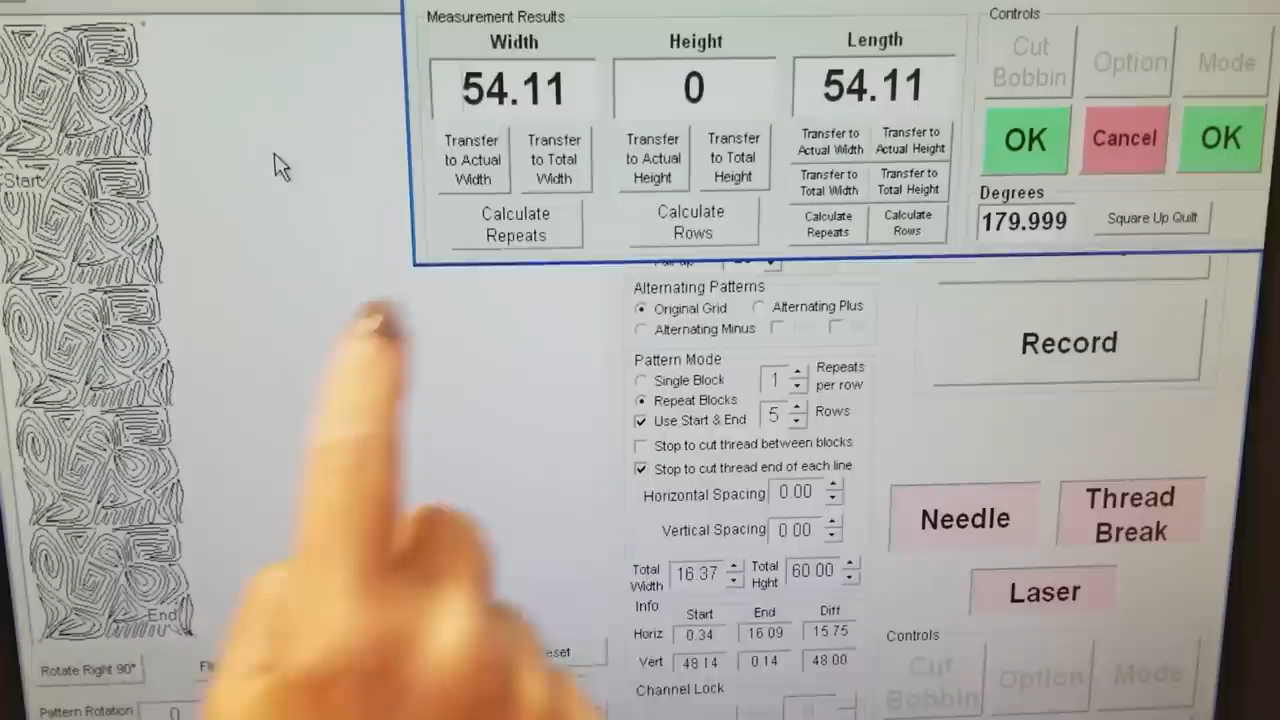 Measurement Results
Width
Height
Length
54.11
0
54.11
Transfer to Actual Width
Transfer to Total Width
Transfer to Actual Height
Transfer to Total Height
Transfer to Actual Width
Transfer to Actual Height
Transfer to Total Width
Transfer to Total Height
Calculate Repeats
Calculate Rows
Calculate Repeats
Calculate Rows
Controls
Cut Bobbin
Option
Mode
OK
Cancel
OK
Degrees
179.999
Square Up Quilt
Start
End
Alternating Patterns
Original Grid
Alternating Plus
Alternating Minus
Pattern Mode
Single Block
1
Repeats per row
Repeat Blocks
Use Start & End
5
Rows
Stop to cut thread between blocks
Stop to cut thread end of each line
Horizontal Spacing
0.00
Vertical Spacing
0.00
Total Width
16.37
Total Hght
60.00
Info
Start
End
Diff
Horiz
0.34
16.09
15.75
Vert
48.14
0.14
48.00
Channel Lock
Record
Needle
Thread Break
Laser
Controls
Cut Bobbin
Option
Mode
Rotate Right 90°
Pattern Rotation
0